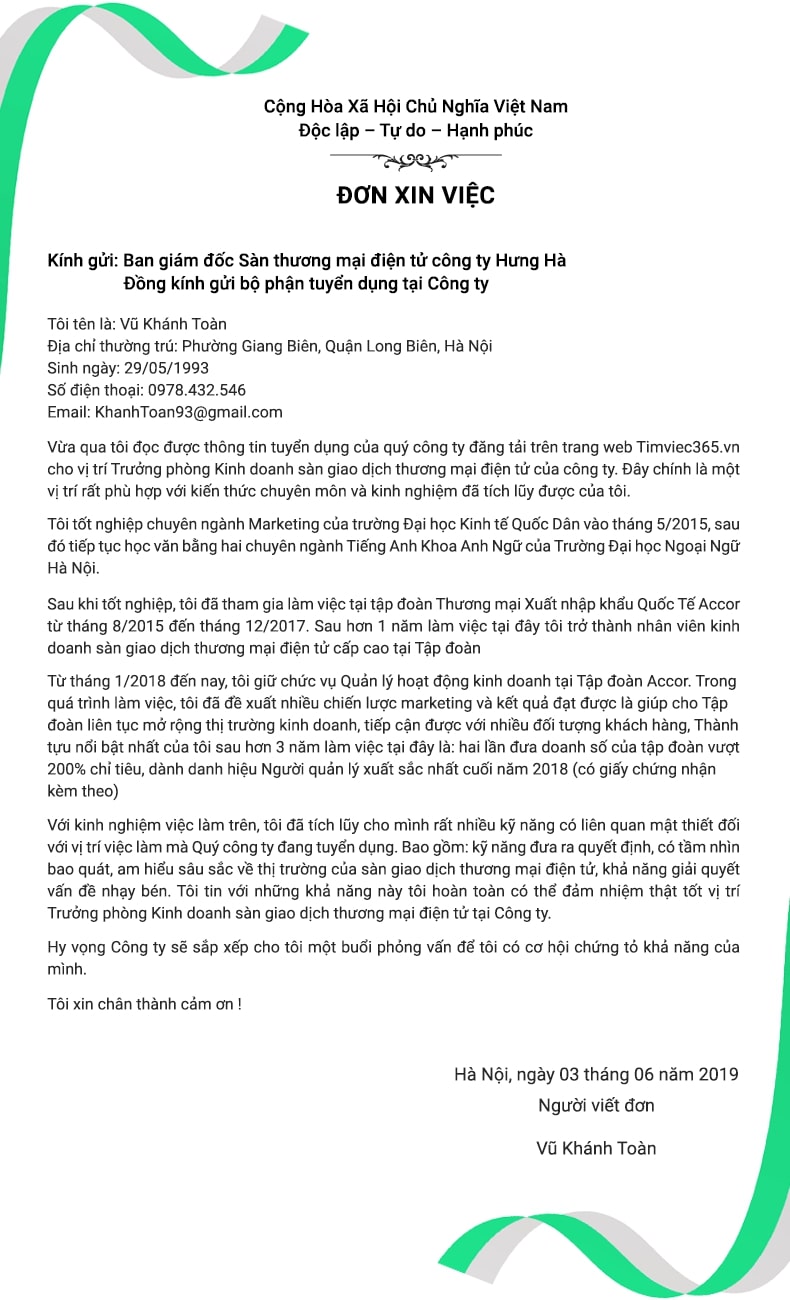 Cộng Hòa Xã Hội Chủ Nghĩa Việt Nam
Độc lập – Tự do – Hạnh phúc
ĐƠN XIN VIỆC
Kính gửi: Ban giám đốc Sàn thương mại điện tử công ty Hưng Hà
Đồng kính gửi bộ phận tuyển dụng tại Công ty
Tôi tên là: Vũ Khánh Toàn
Địa chỉ thường trú: Phường Giang Biên, Quận Long Biên, Hà Nội
Sinh ngày: 29/05/1993
Số điện thoại: 0978.432.546
Email: KhanhToan93@gmail.com
Vừa qua tôi đọc được thông tin tuyển dụng của quý công ty đăng tải trên trang web Timviec365.vn
cho vị trí Trưởng phòng Kinh doanh sàn giao dịch thương mại điện tử của công ty. Đây chính là một
vị trí rất phù hợp với kiến thức chuyên môn và kinh nghiệm đã tích lũy được của tôi.
Tôi tốt nghiệp chuyên ngành Marketing của trường Đại học Kinh tế Quốc Dân vào tháng 5/2015, sau
đó tiếp tục học văn bằng hai chuyên ngành Tiếng Anh Khoa Anh Ngữ của Trường Đại học Ngoại Ngữ
Hà Nội.
Sau khi tốt nghiệp, tôi đã tham gia làm việc tại tập đoàn Thương mại Xuất nhập khẩu Quốc Tế Accor
từ tháng 8/2015 đến tháng 12/2017. Sau hơn 1 năm làm việc tại đây tôi trở thành nhân viên kinh
doanh sàn giao dịch thương mại điện tử cấp cao tại Tập đoàn
Từ tháng 1/2018 đến nay, tôi giữ chức vụ Quản lý hoạt động kinh doanh tại Tập đoàn Accor. Trong
quá trình làm việc, tôi đã đề xuất nhiều chiến lược marketing và kết quả đạt được là giúp cho Tập
đoàn liên tục mở rộng thị trường kinh doanh, tiếp cận được với nhiều đối tượng khách hàng, Thành
tựu nổi bật nhất của tôi sau hơn 3 năm làm việc tại đây là: hai lần đưa doanh số của tập đoàn vượt
200% chỉ tiêu, dành danh hiệu Người quản lý xuất sắc nhất cuối năm 2018 (có giấy chứng nhận
kèm theo)
Với kinh nghiệm việc làm trên, tôi đã tích lũy cho mình rất nhiều kỹ năng có liên quan mật thiết đối
với vị trí việc làm mà Quý công ty đang tuyển dụng. Bao gồm: kỹ năng đưa ra quyết định, có tầm nhìn
bao quát, am hiểu sâu sắc về thị trường của sàn giao dịch thương mại điện tử, khả năng giải quyết
vấn đề nhạy bén. Tôi tin với những khả năng này tôi hoàn toàn có thể đảm nhiệm thật tốt vị trí
Trưởng phòng Kinh doanh sàn giao dịch thương mại điện tử tại Công ty.
Hy vọng Công ty sẽ sắp xếp cho tôi một buổi phỏng vấn để tôi có cơ hội chứng tỏ khả năng của
mình.
Tôi xin chân thành cảm ơn !
Hà Nội, ngày 03 tháng 06 năm 2019
Người viết đơn
Vũ Khánh Toàn